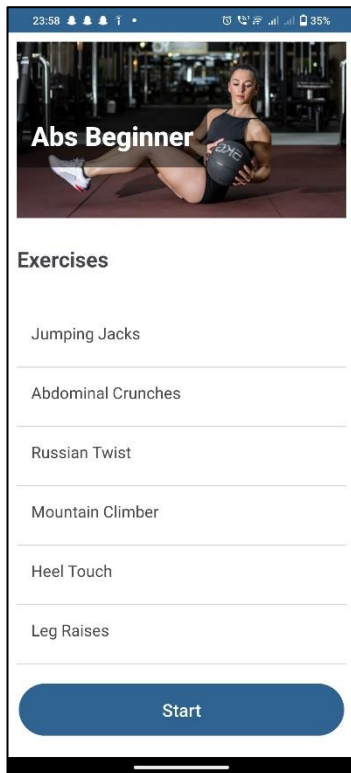 23:58 35%
Abs Beginner
Exercises
Jumping Jacks
Abdominal Crunches
Russian Twist
Mountain Climber
Heel Touch
Leg Raises
Start